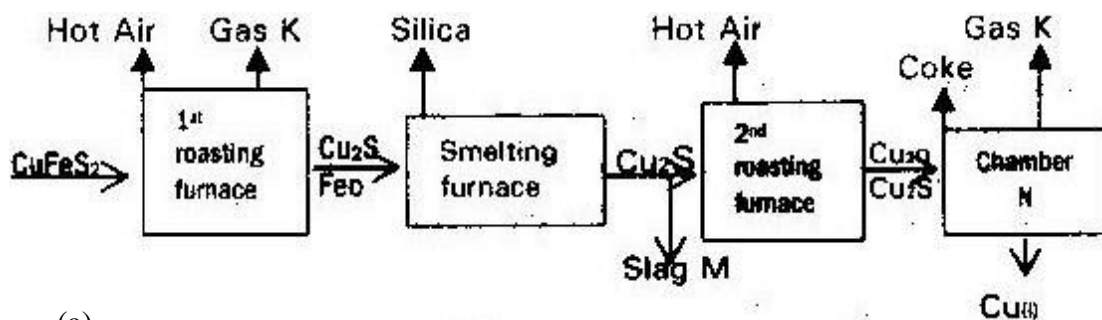 Hot Air Gas K Silica Hot Air Gas K
Coke
CuFeS₂ 1st roasting furnace Cu₂S Feo Smelting furnace Cu₂S 2nd roasting furnace Cu₂O Cu₂S Chamber N
Slag M
Cu(l)
(a)